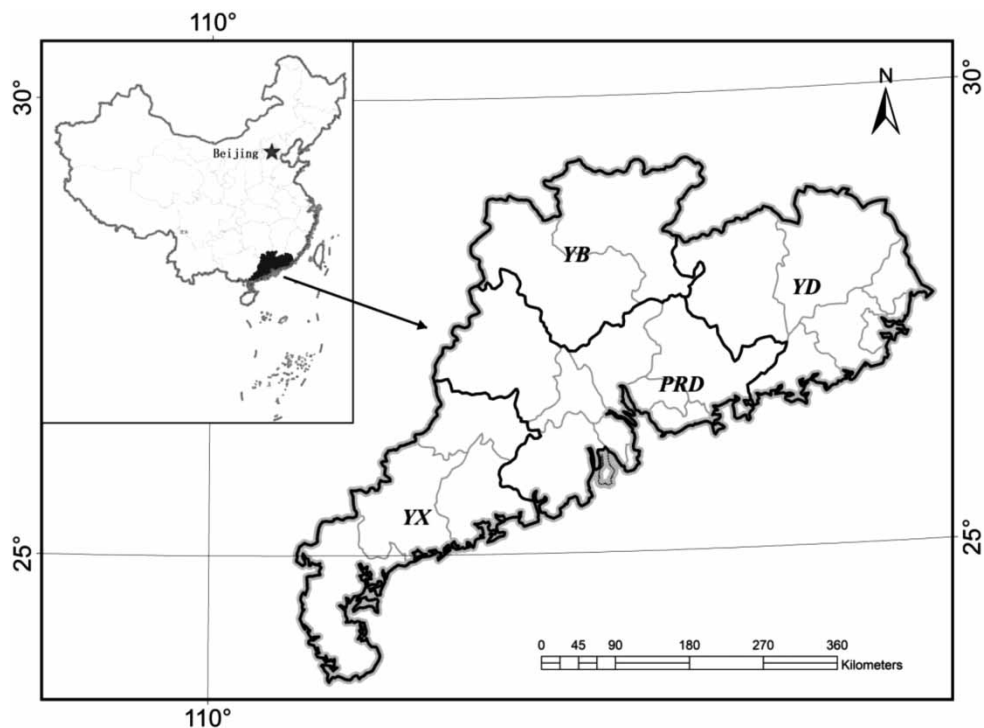 110°
30°
30°
N
Beijing
YB
YD
PRD
YX
25°
25°
0 45 90 180 270 360
Kilometers
110°